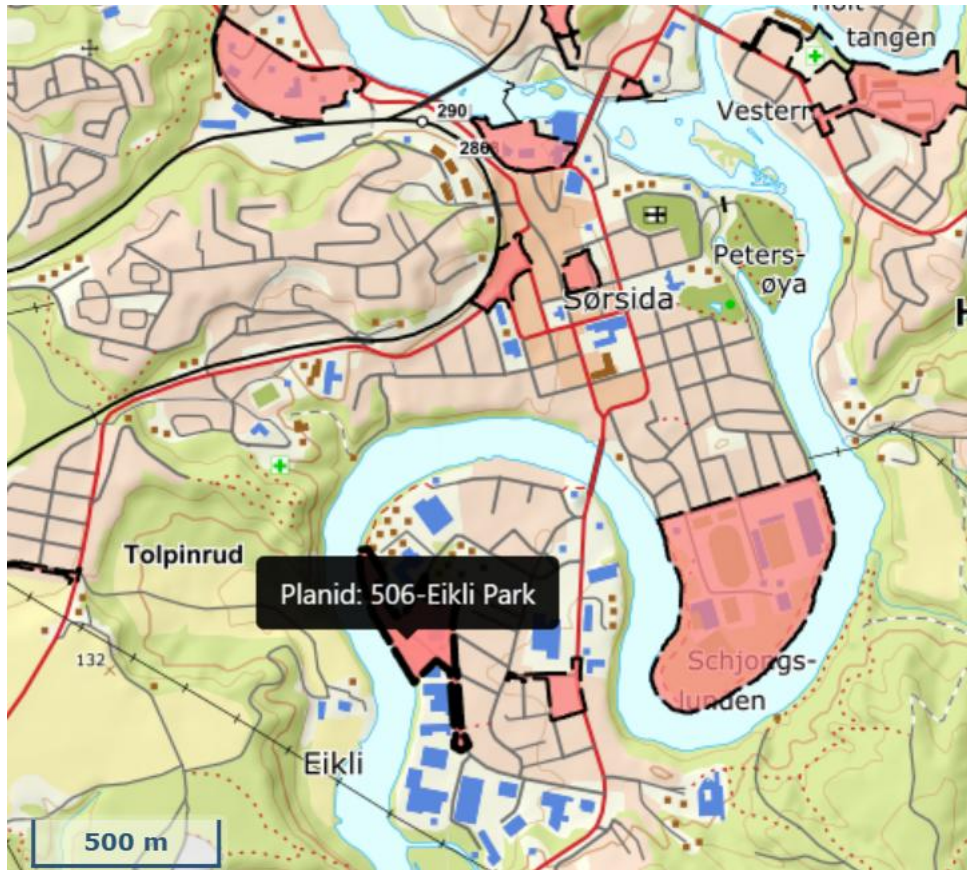 tangen
290
Vestern
286
Peters-
øya
Sørsida
Tolpinrud
Planid: 506-Eikli Park
132
Schjongs-
lunden
Eikli
500 m